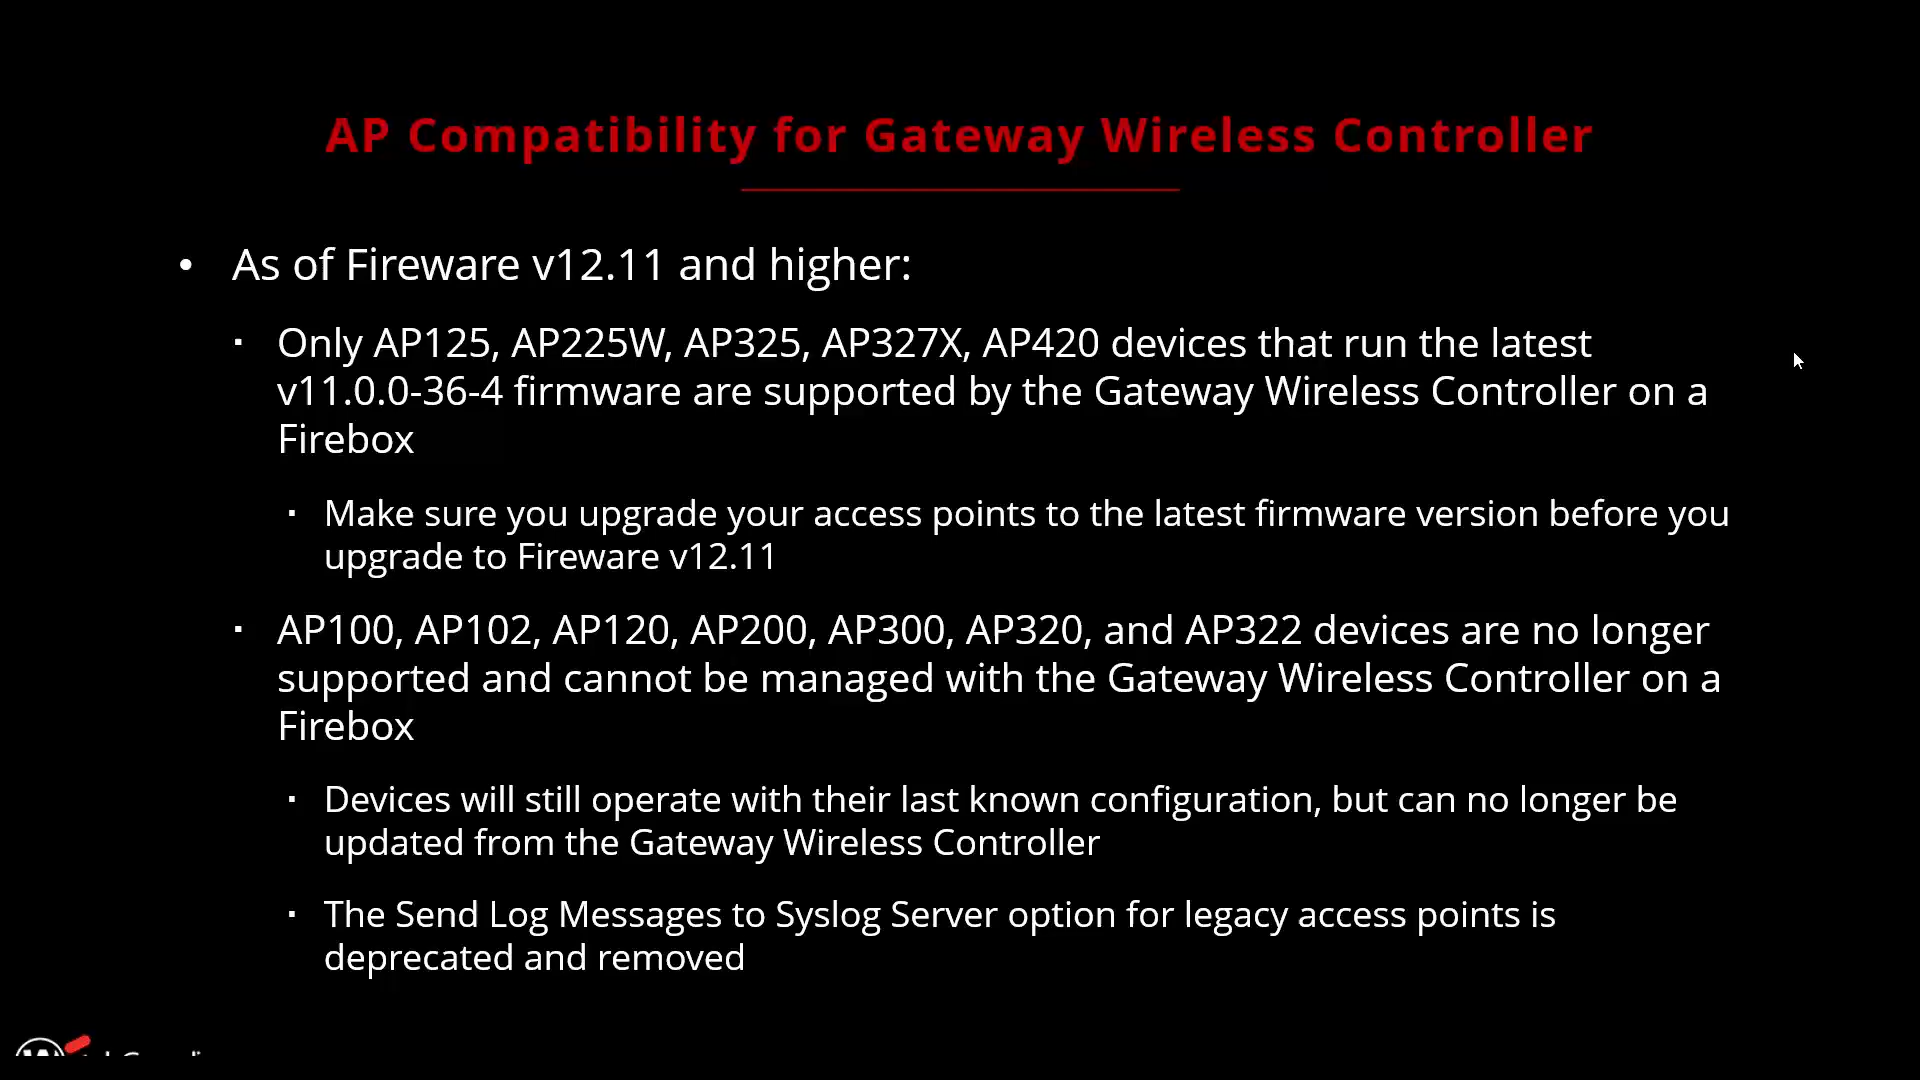 AP Compatibility for Gateway Wireless Controller
• As of Fireware v12.11 and higher:
▪ Only AP125, AP225W, AP325, AP327X, AP420 devices that run the latest
v11.0.0-36-4 firmware are supported by the Gateway Wireless Controller on a
Firebox
▪ Make sure you upgrade your access points to the latest firmware version before you
upgrade to Fireware v12.11
▪ AP100, AP102, AP120, AP200, AP300, AP320, and AP322 devices are no longer
supported and cannot be managed with the Gateway Wireless Controller on a
Firebox
▪ Devices will still operate with their last known configuration, but can no longer be
updated from the Gateway Wireless Controller
▪ The Send Log Messages to Syslog Server option for legacy access points is
deprecated and removed